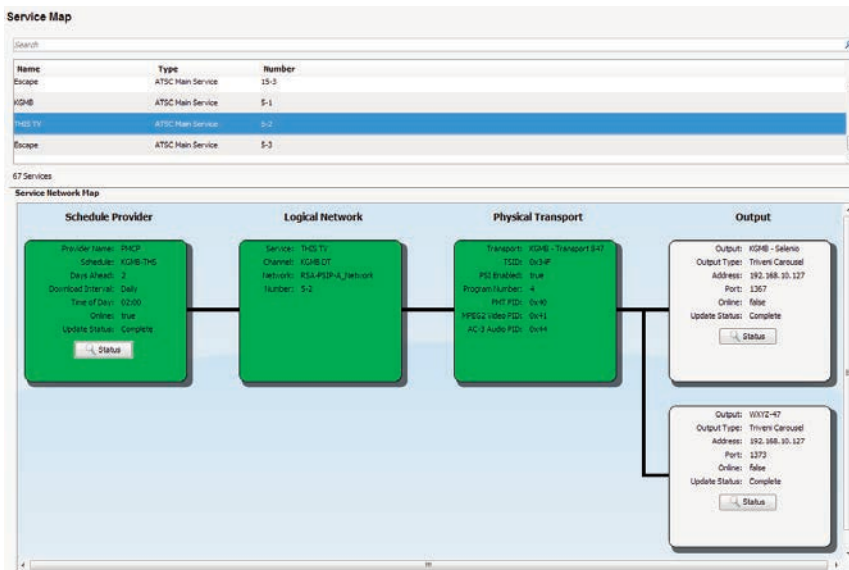 Service Map
Search
Name Type Number
Escape ATSC Main Service 15-3
KGMB ATSC Main Service 5-1
THIS TV ATSC Main Service 5-2
Escape ATSC Main Service 5-3
67 Services
Service Network Map
Schedule Provider
Provider Name: PMCP
Schedule: KGMB-THIS
Days Ahead: 2
Download Interval: Daily
Time of Day: 02:00
Online: true
Update Status: Complete
Status
Logical Network
Service: THIS TV
Channel: KGMB-DT
Network: RSA-PSIP-A_Network
Number: 5-2
Physical Transport
Transport: KGMB - Transport 847
TSID:
PSI Enabled: true
Program Number: 4
PMT PID: 0x40
MPEG2 Video PID: 0x41
AC-3 Audio PID: 0x44
Output
Output: KGMB - Selenio
Output Type: Triveni Carousel
Address: 192.168.10.127
Port: 1367
Online: false
Update Status: Complete
Status
Output: WXYZ-47
Output Type: Triveni Carousel
Address: 192.168.10.127
Port: 1373
Online: false
Update Status: Complete
Status